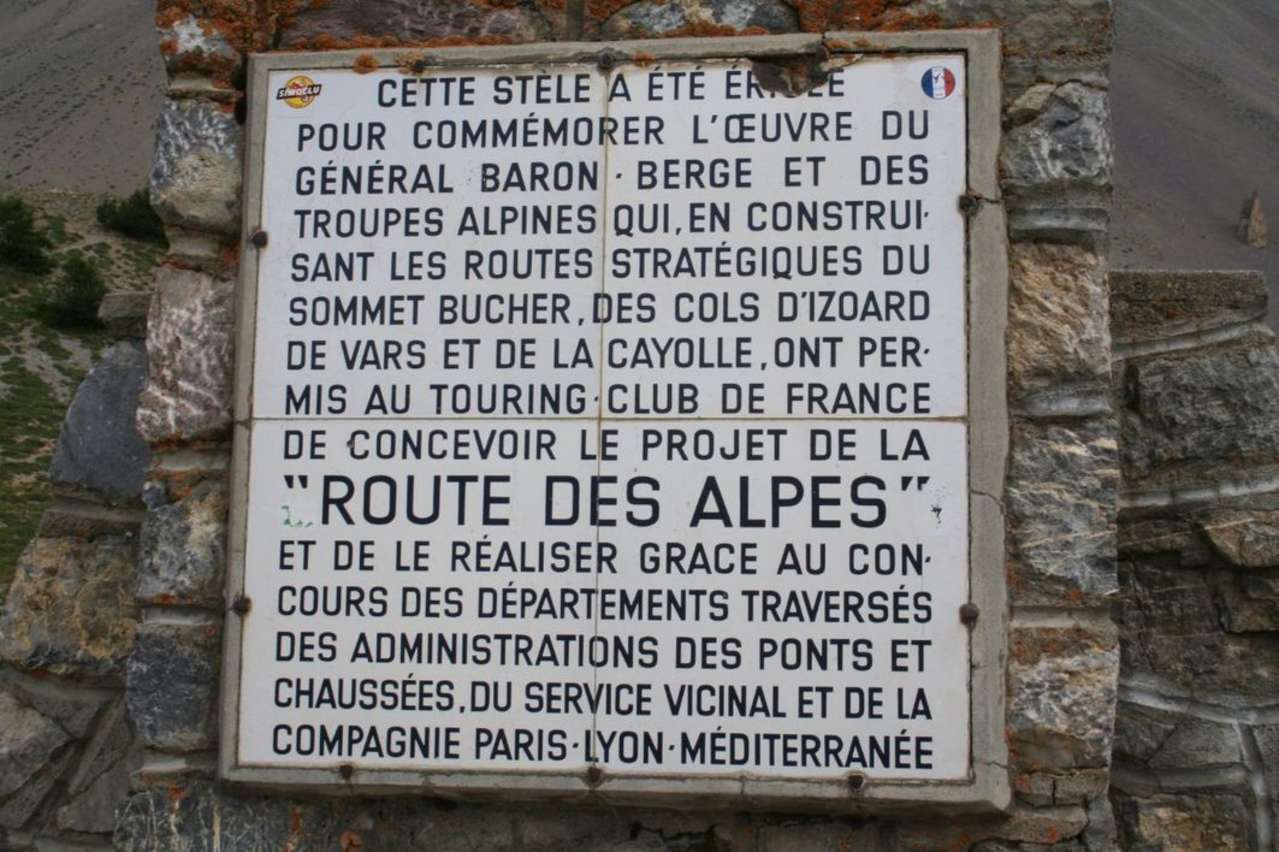 CETTE STÈLE A ÉTÉ ÉRIGÉE
POUR COMMÉMORER L'ŒUVRE DU
GÉNÉRAL BARON·BERGE ET DES
TROUPES ALPINES QUI, EN CONSTRUI-
SANT LES ROUTES STRATÉGIQUES DU
SOMMET BUCHER, DES COLS D'IZOARD
DE VARS ET DE LA CAYOLLE, ONT PER-
MIS AU TOURING-CLUB DE FRANCE
DE CONCEVOIR LE PROJET DE LA
"ROUTE DES ALPES"
ET DE LE RÉALISER GRACE AU CON-
COURS DES DÉPARTEMENTS TRAVERSÉS
DES ADMINISTRATIONS DES PONTS ET
CHAUSSÉES, DU SERVICE VICINAL ET DE LA
COMPAGNIE PARIS-LYON-MÉDITERRANÉE